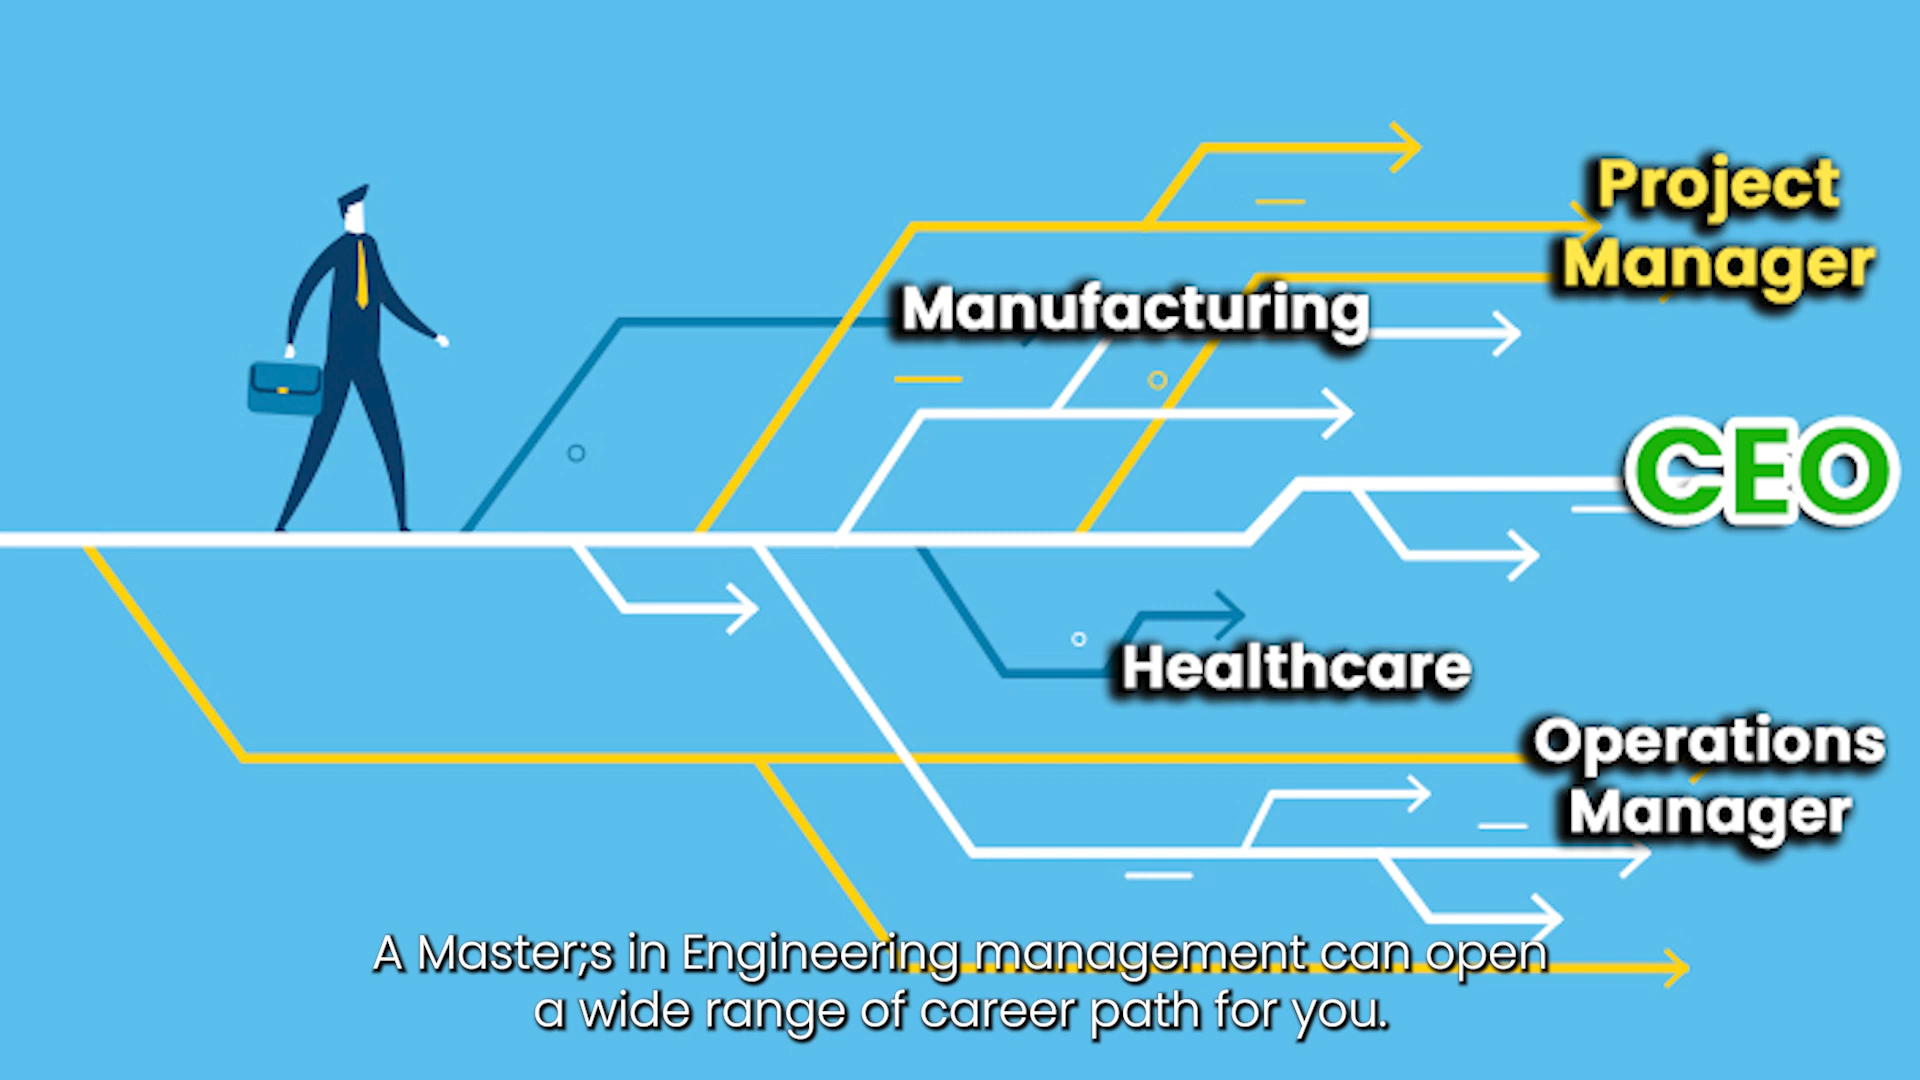 Project
Manager
Manufacturing
CEO
Healthcare
Operations
Manager
A Master;s in Engineering management can open
a wide range of career path for you.